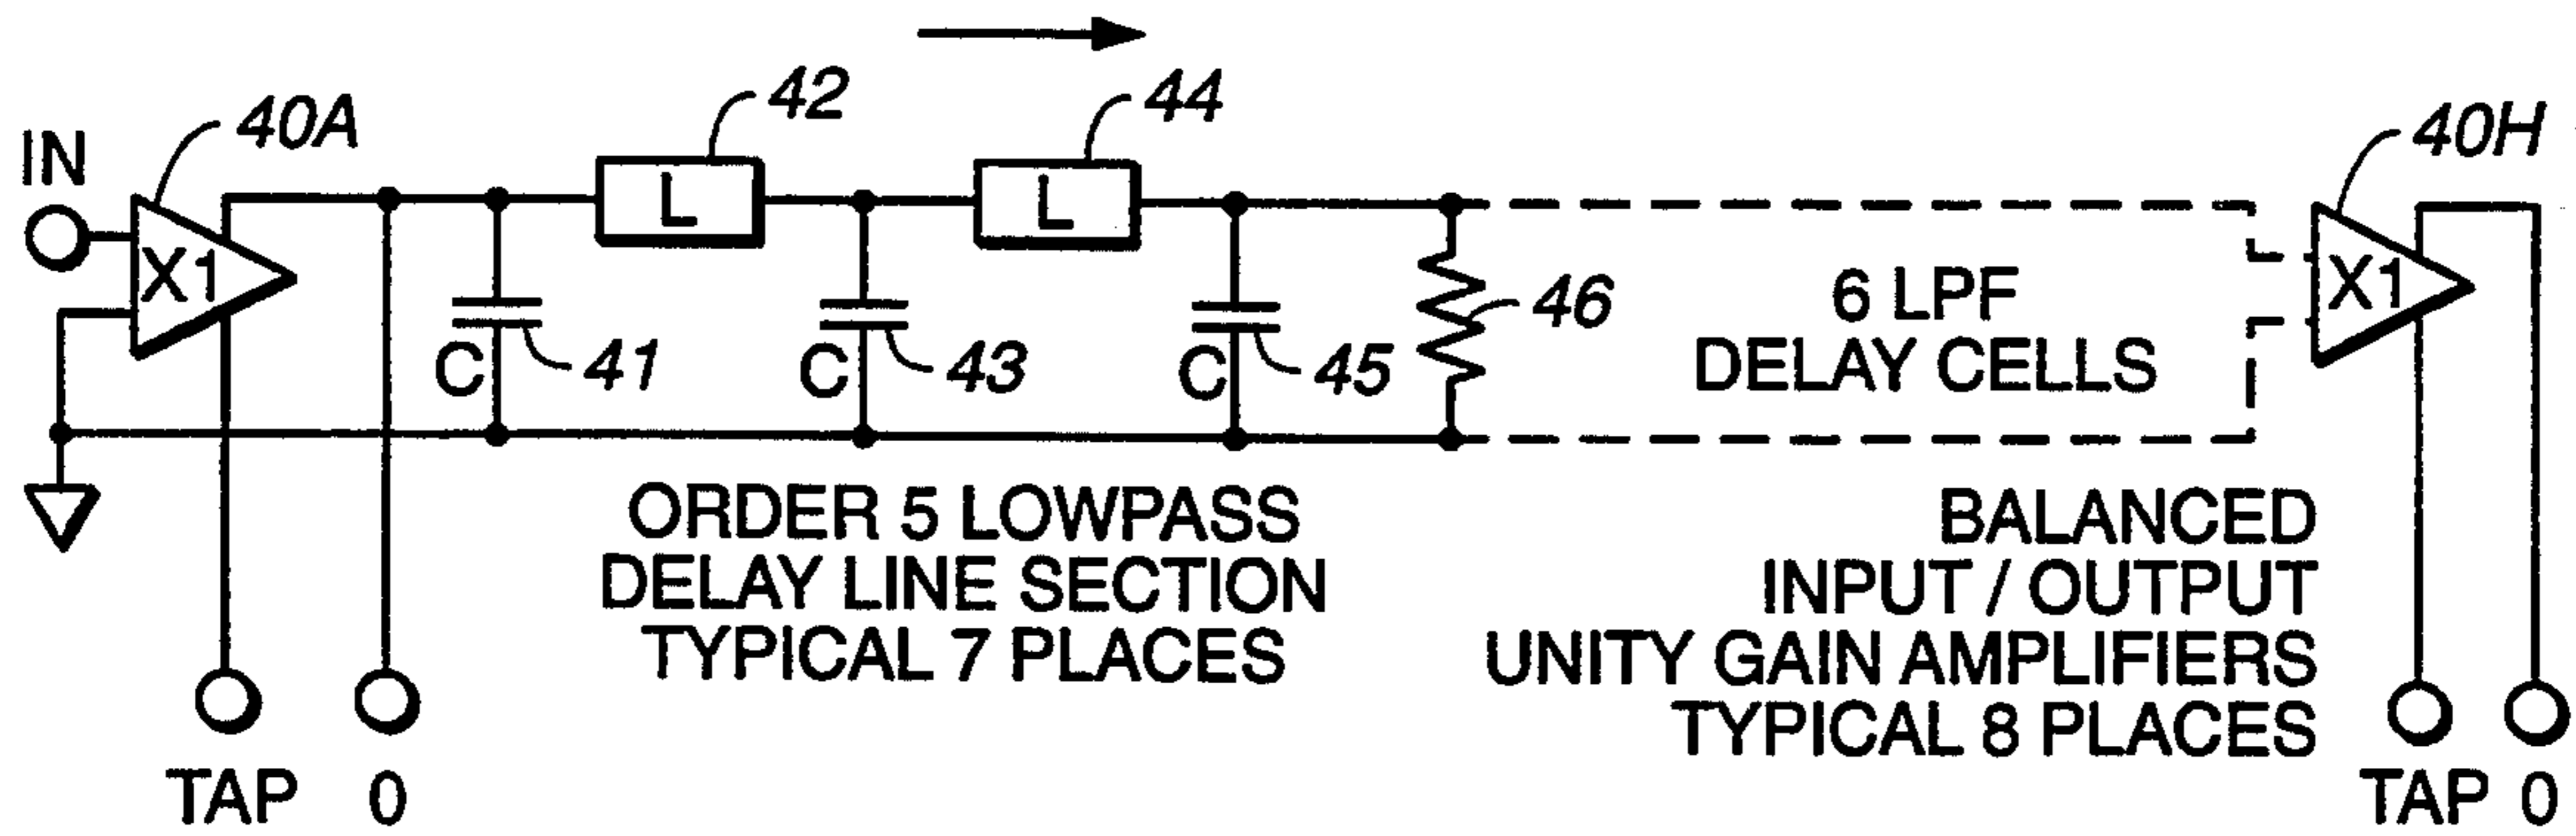 IN
40A
X1
42
L
44
L
40H
X1
C
41
C
43
C
45
46
6 LPF
DELAY CELLS
ORDER 5 LOWPASS
DELAY LINE SECTION
TYPICAL 7 PLACES
BALANCED
INPUT / OUTPUT
UNITY GAIN AMPLIFIERS
TYPICAL 8 PLACES
TAP 0
TAP 0